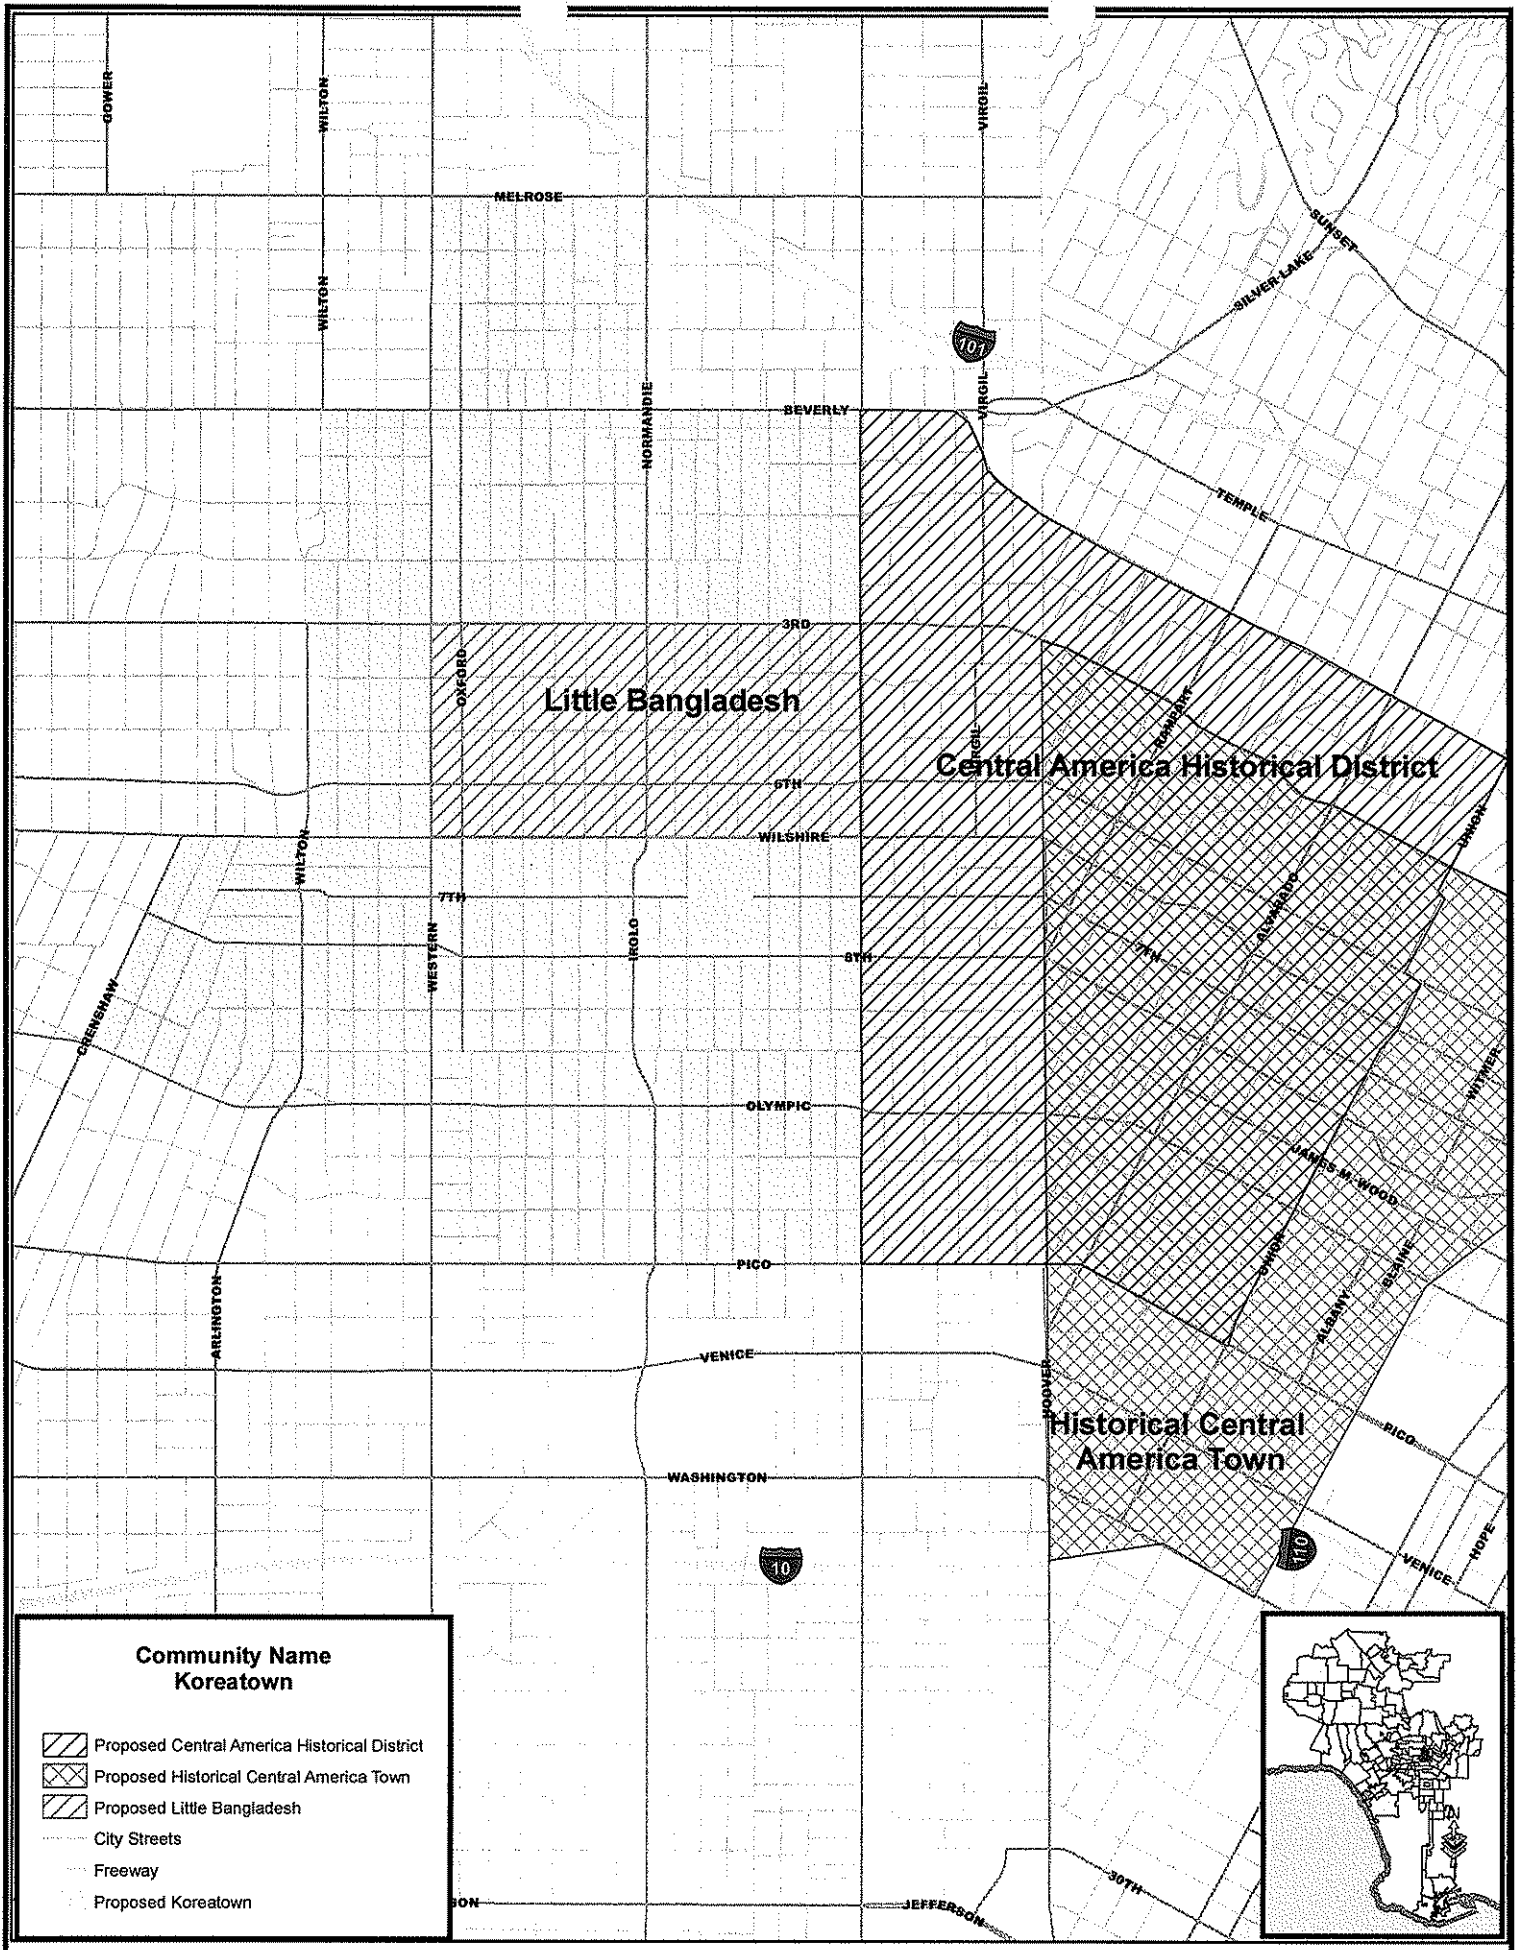 GOWER
WILTON
VIRGIL
MELROSE
SUNSET
SILVER LAKE
WILTON
101
VIRGIL
NORMANDIE
BEVERLY
TEMPLE
3RD
OXFORD
Little Bangladesh
RAMPART
Central America Historical District
6TH
UNION
WILSHIRE
WILTON
7TH
ALVARADO
WESTERN
IROLO
8TH
7TH
CRENSHAW
WITMER
OLYMPIC
JAMES M. WOOD
UNION
BLAINE
PICO
ARLINGTON
ALBANY
VENICE
HOOVER
Historical Central
America Town
PICO
WASHINGTON
HOPE
10
110
VENICE
Community Name
Koreatown
Proposed Central America Historical District
Proposed Historical Central America Town
Proposed Little Bangladesh
City Streets
Freeway
Proposed Koreatown
N
30TH
JEFFERSON